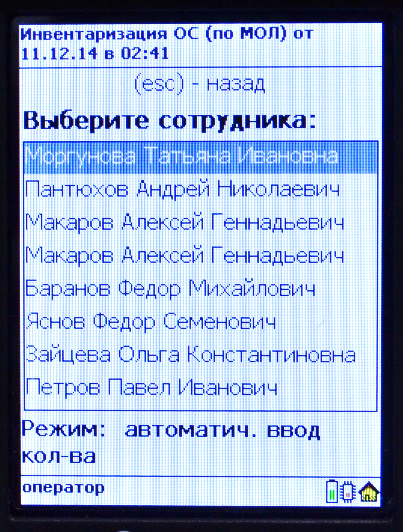 Инвентаризация ОС (по МОЛ) от
11.12.14 в 02:41
(esc) - назад
Выберите сотрудника:
Моргунова Татьяна Ивановна
Пантюхов Андрей Николаевич
Макаров Алексей Геннадьевич
Макаров Алексей Геннадьевич
Баранов Федор Михайлович
Яснов Федор Семенович
Зайцева Ольга Константиновна
Петров Павел Иванович
Режим: автоматич. ввод
кол-ва
оператор